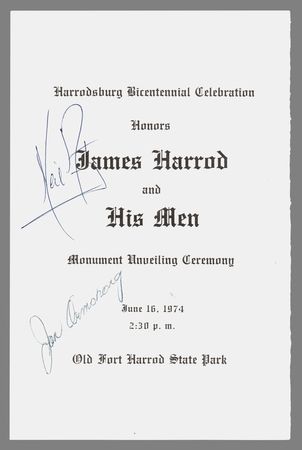 Harrodsburg Bicentennial Celebration
Honors
Neil
James Harrod
and
His Men
Monument Unveiling Ceremony
Jan Armstrong
June 16, 1974
2:30 p. m.
Old Fort Harrod State Park